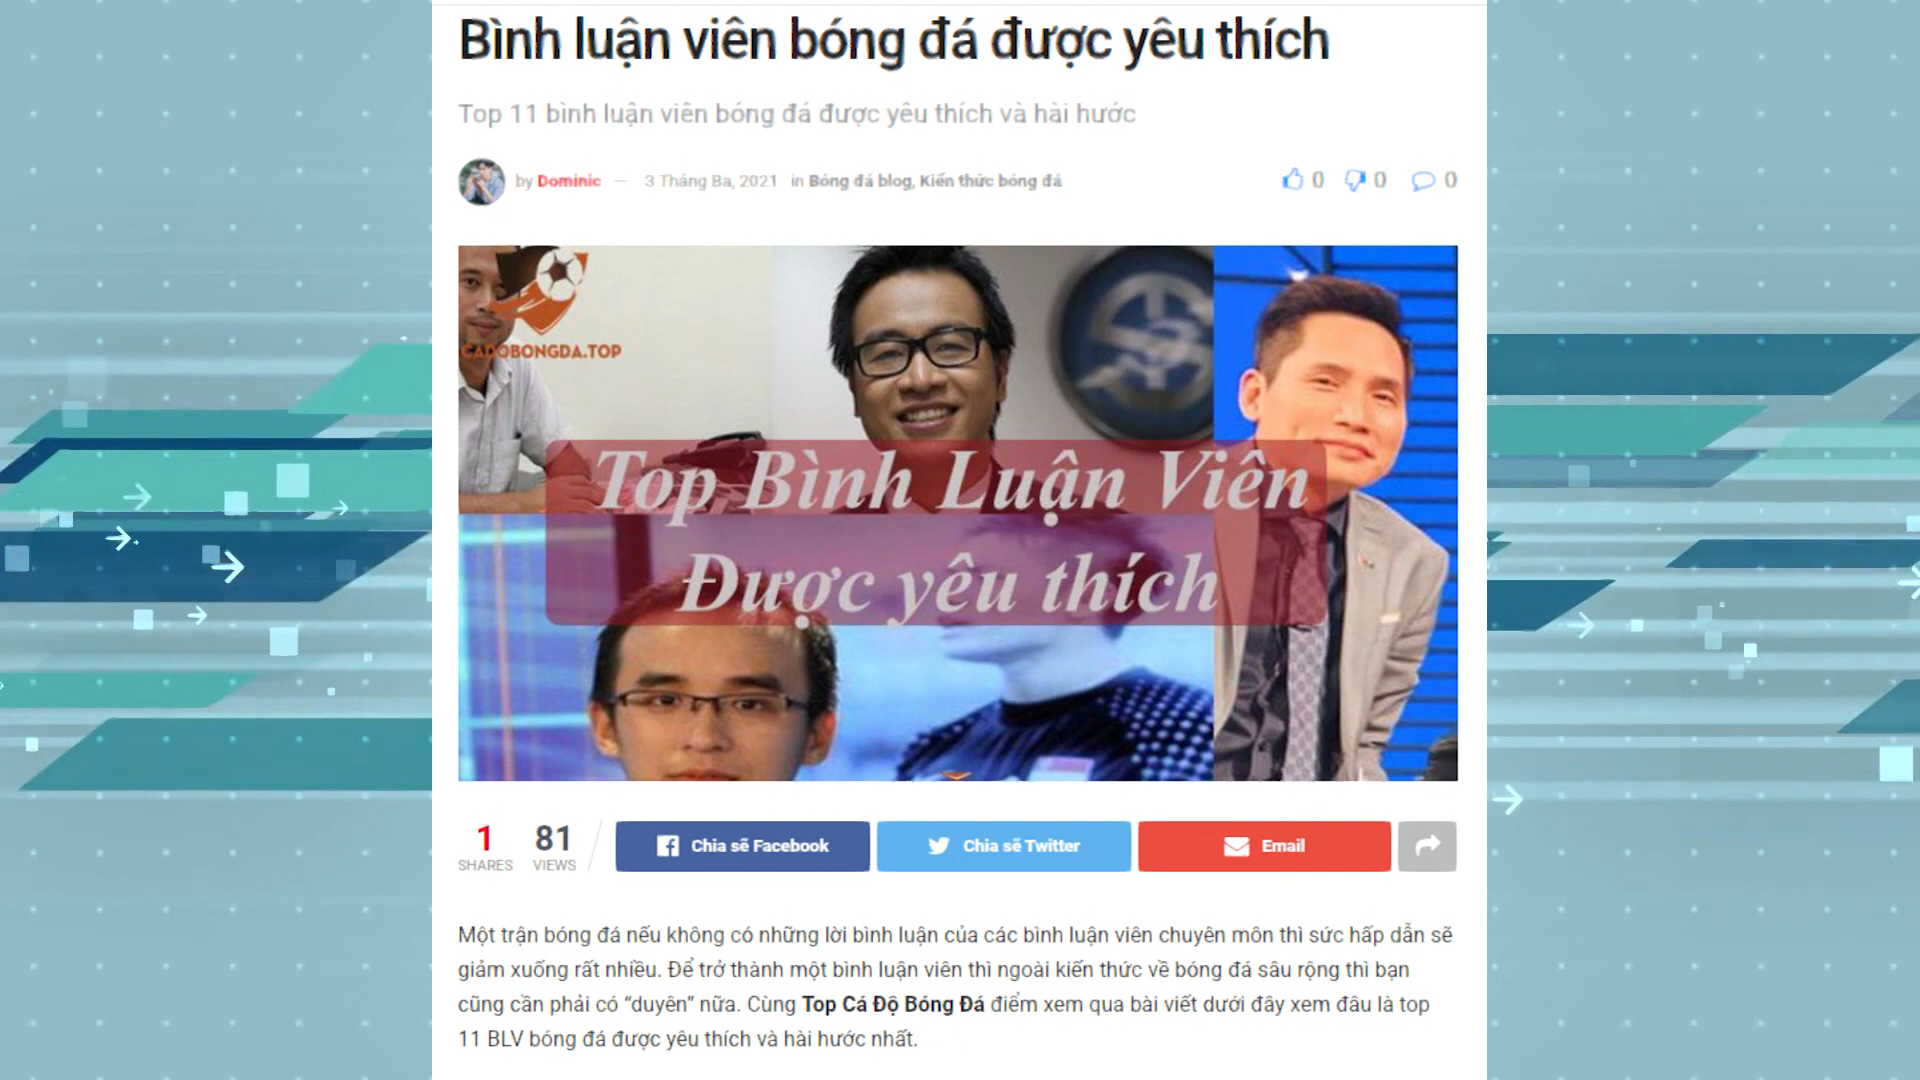 Bình luận viên bóng đá được yêu thích
Top 11 bình luận viên bóng đá được yêu thích và hài hước
by Dominic — 3 Tháng Ba, 2021 in Bóng đá blog, Kiến thức bóng đá
0 0 0
CADOBONGDA.TOP
Top Bình Luận Viên
Được yêu thích
1 81
SHARES VIEWS
Chia sẽ Facebook
Chia sẽ Twitter
Email
Một trận bóng đá nếu không có những lời bình luận của các bình luận viên chuyên môn thì sức hấp dẫn sẽ
giảm xuống rất nhiều. Để trở thành một bình luận viên thì ngoài kiến thức về bóng đá sâu rộng thì bạn
cũng cần phải có “duyên” nữa. Cùng Top Cá Độ Bóng Đá điểm xem qua bài viết dưới đây xem đâu là top
11 BLV bóng đá được yêu thích và hài hước nhất.